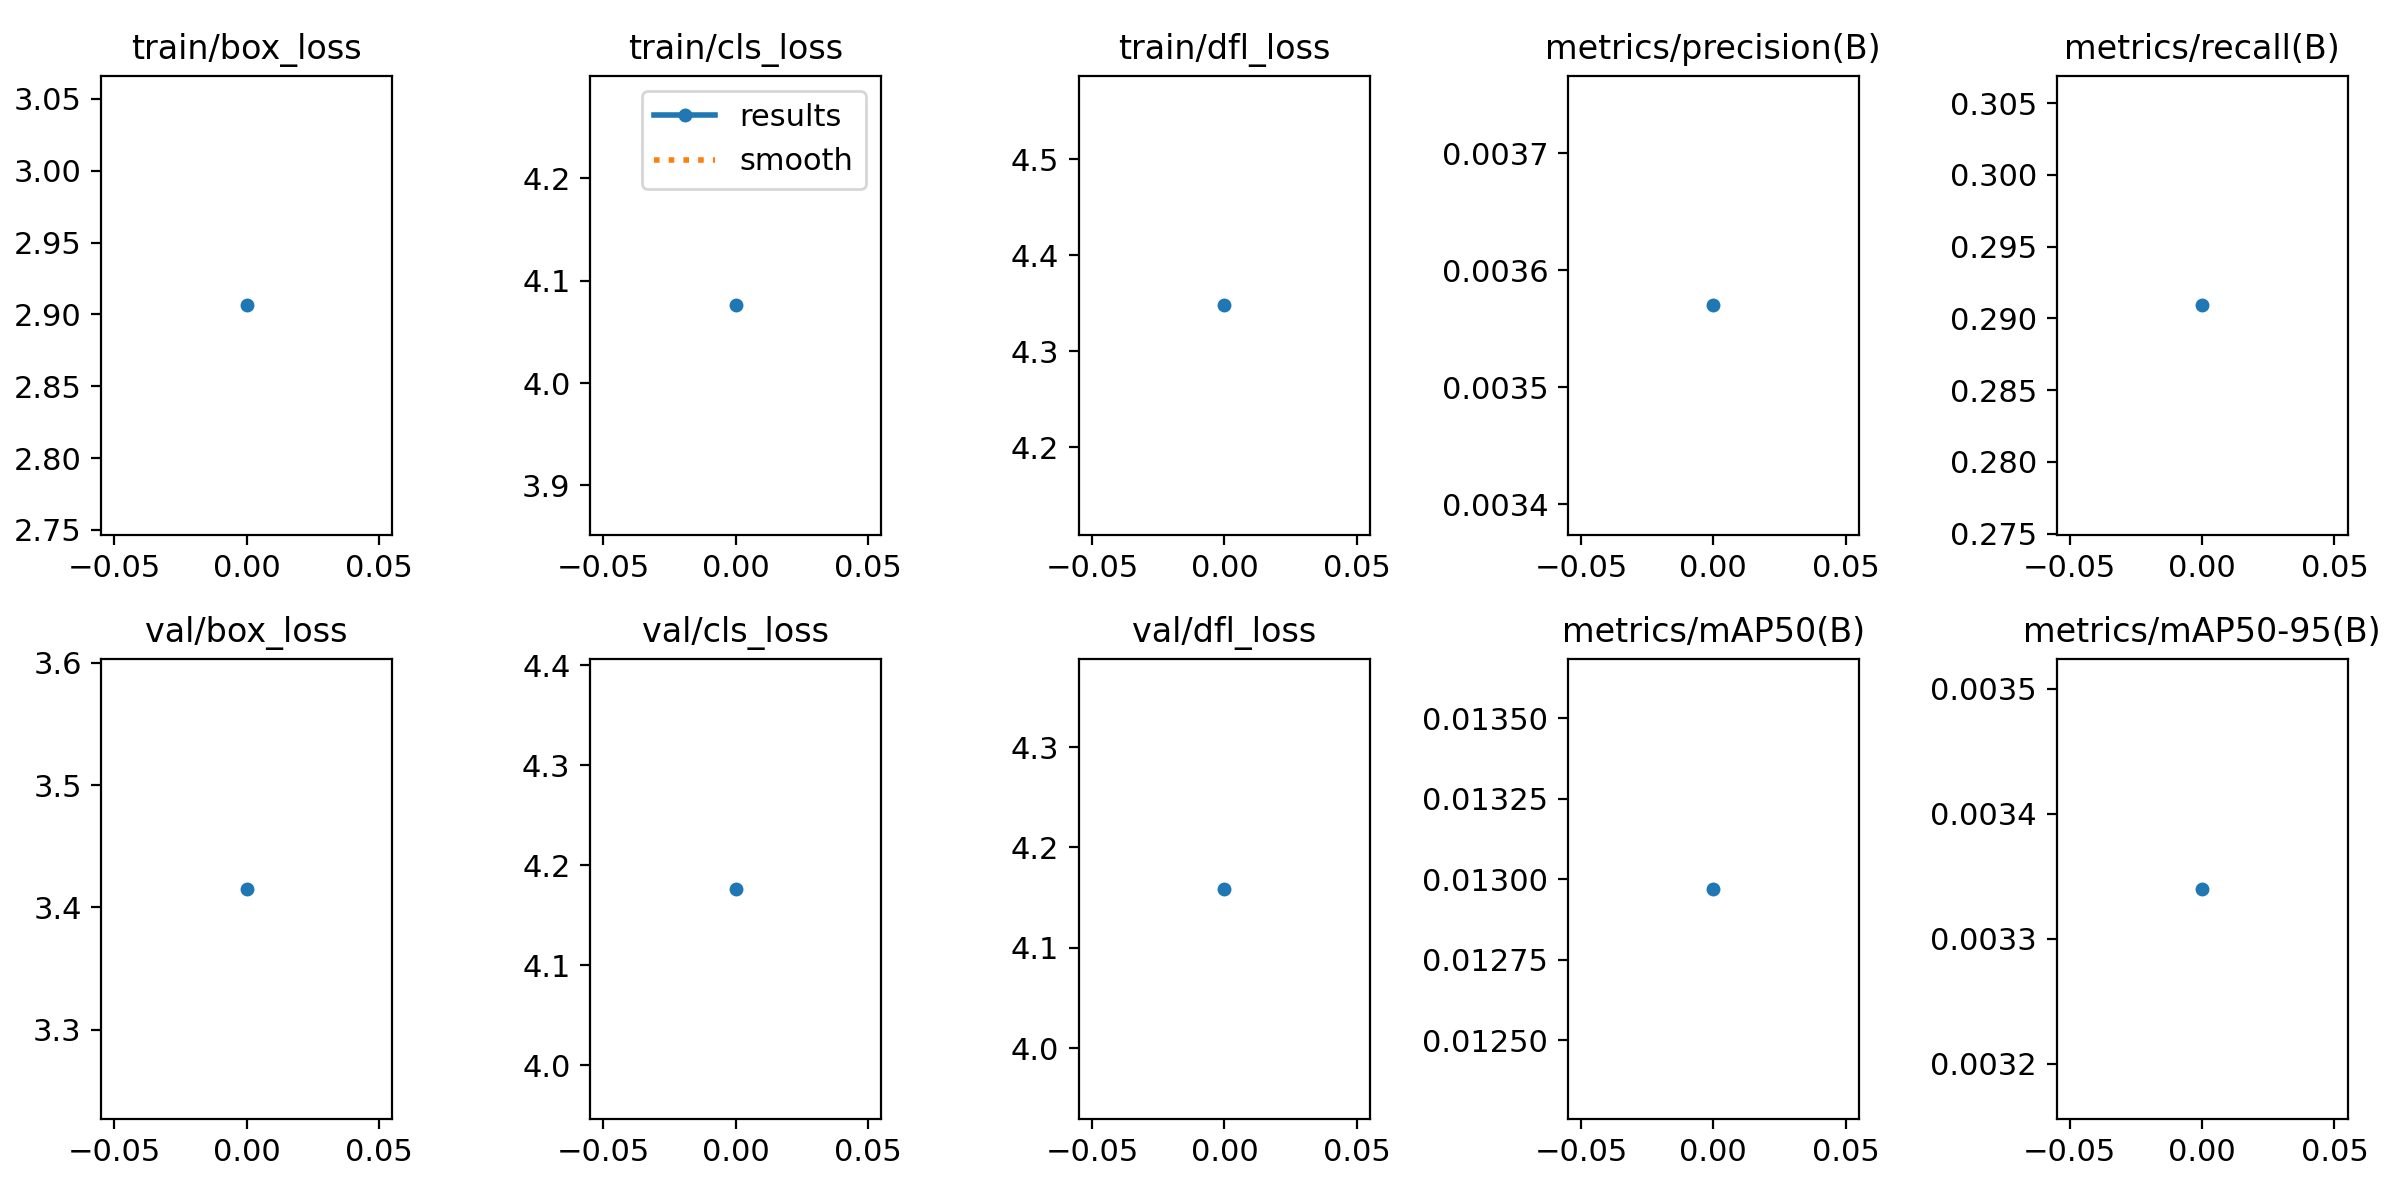 train/box_loss
3.05
3.00
2.95
2.90
2.85
2.80
2.75
−0.05 0.00 0.05
train/cls_loss
results
smooth
4.2
4.1
4.0
3.9
−0.05 0.00 0.05
train/dfl_loss
4.5
4.4
4.3
4.2
−0.05 0.00 0.05
metrics/precision(B)
0.0037
0.0036
0.0035
0.0034
−0.05 0.00 0.05
metrics/recall(B)
0.305
0.300
0.295
0.290
0.285
0.280
0.275
−0.05 0.00 0.05
val/box_loss
3.6
3.5
3.4
3.3
−0.05 0.00 0.05
val/cls_loss
4.4
4.3
4.2
4.1
4.0
−0.05 0.00 0.05
val/dfl_loss
4.3
4.2
4.1
4.0
−0.05 0.00 0.05
metrics/mAP50(B)
0.01350
0.01325
0.01300
0.01275
0.01250
−0.05 0.00 0.05
metrics/mAP50-95(B)
0.0035
0.0034
0.0033
0.0032
−0.05 0.00 0.05